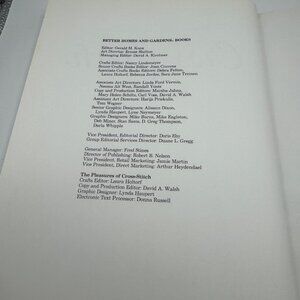 BETTER HOMES AND GARDENS® BOOKS
Editor: Gerald M. Knox
Art Director: Ernest Shelton
Managing Editor: David A. Kirchner
Crafts Editor: Nancy Lindemeyer
Senior Crafts Books Editor: Joan Cravens
Associate Crafts Books Editors: Debra Felton,
Laura Holtorf, Rebecca Jerdee, Sara Jane Treinen
Associate Art Directors: Linda Ford Vermie,
Neoma Alt West, Randall Yontz
Copy and Production Editors: Marsha Jahns,
Mary Helen Schiltz, Carl Voss, David A. Walsh
Assistant Art Directors: Harijs Priekulis,
Tom Wegner
Senior Graphic Designers: Alisann Dixon,
Lynda Haupert, Lyne Neymeyer
Graphic Designers: Mike Burns, Mike Eagleton,
Deb Miner, Stan Sams, D. Greg Thompson,
Darla Whipple
Vice President, Editorial Director: Doris Eby
Group Editorial Services Director: Duane L. Gregg
General Manager: Fred Stines
Director of Publishing: Robert B. Nelson
Vice President, Retail Marketing: Jamie Martin
Vice President, Direct Marketing: Arthur Heydendael
The Pleasures of Cross-Stitch
Crafts Editor: Laura Holtorf
Copy and Production Editor: David A. Walsh
Graphic Designer: Lynda Haupert
Electronic Text Processor: Donna Russell